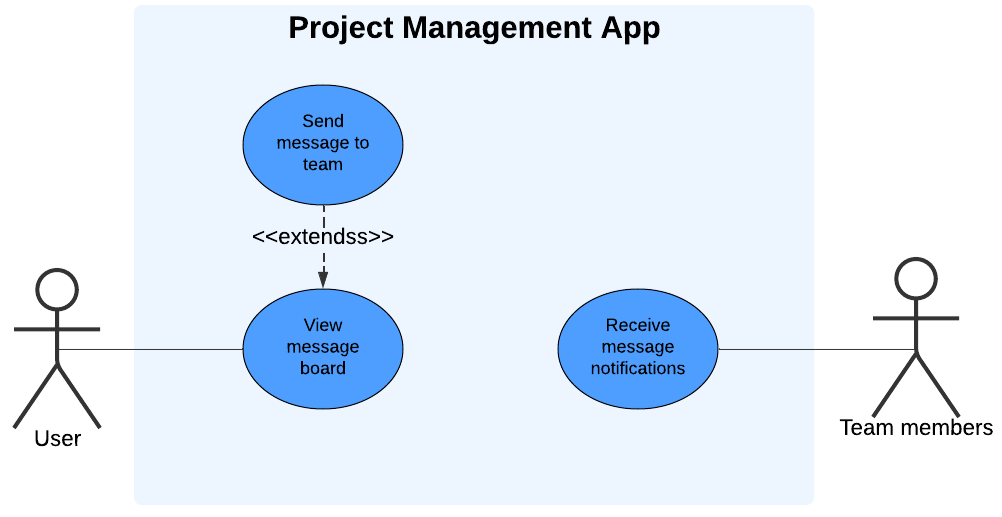 Project Management App
Send
message to
team
<<extendss>>
View
message
board
Receive
message
notifications
User
Team members